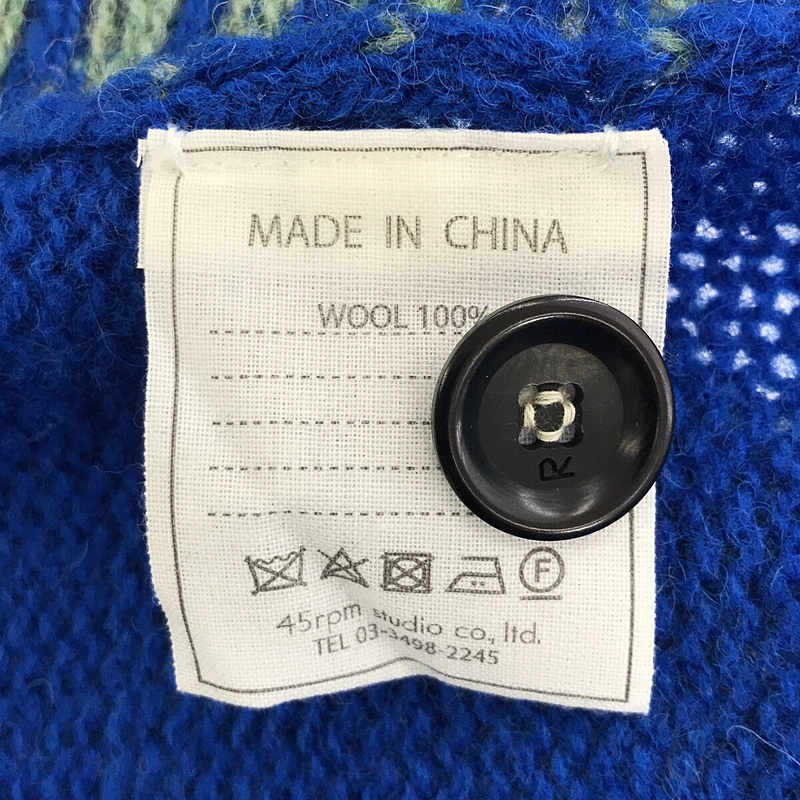 MADE IN CHINA
WOOL 100%
R
F
45rpm studio co., ltd.
TEL 03-3498-2245